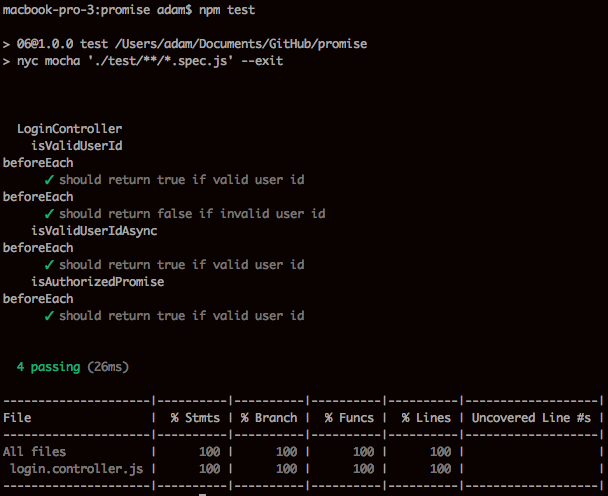 macbook-pro-3:promise adam$ npm test
> 06@1.0.0 test /Users/adam/Documents/GitHub/promise
> nyc mocha './test/**/*.spec.js' --exit
LoginController
isValidUserId
beforeEach
✓ should return true if valid user id
beforeEach
✓ should return false if invalid user id
isValidUserIdAsync
beforeEach
✓ should return true if valid user id
isAuthorizedPromise
beforeEach
✓ should return true if valid user id
4 passing (26ms)
---------------------|----------|----------|----------|----------|-------------------|
File                 |  % Stmts | % Branch |  % Funcs |  % Lines | Uncovered Line #s |
---------------------|----------|----------|----------|----------|-------------------|
All files            |      100 |      100 |      100 |      100 |                   |
 login.controller.js |      100 |      100 |      100 |      100 |                   |
---------------------|----------|----------|----------|----------|-------------------|